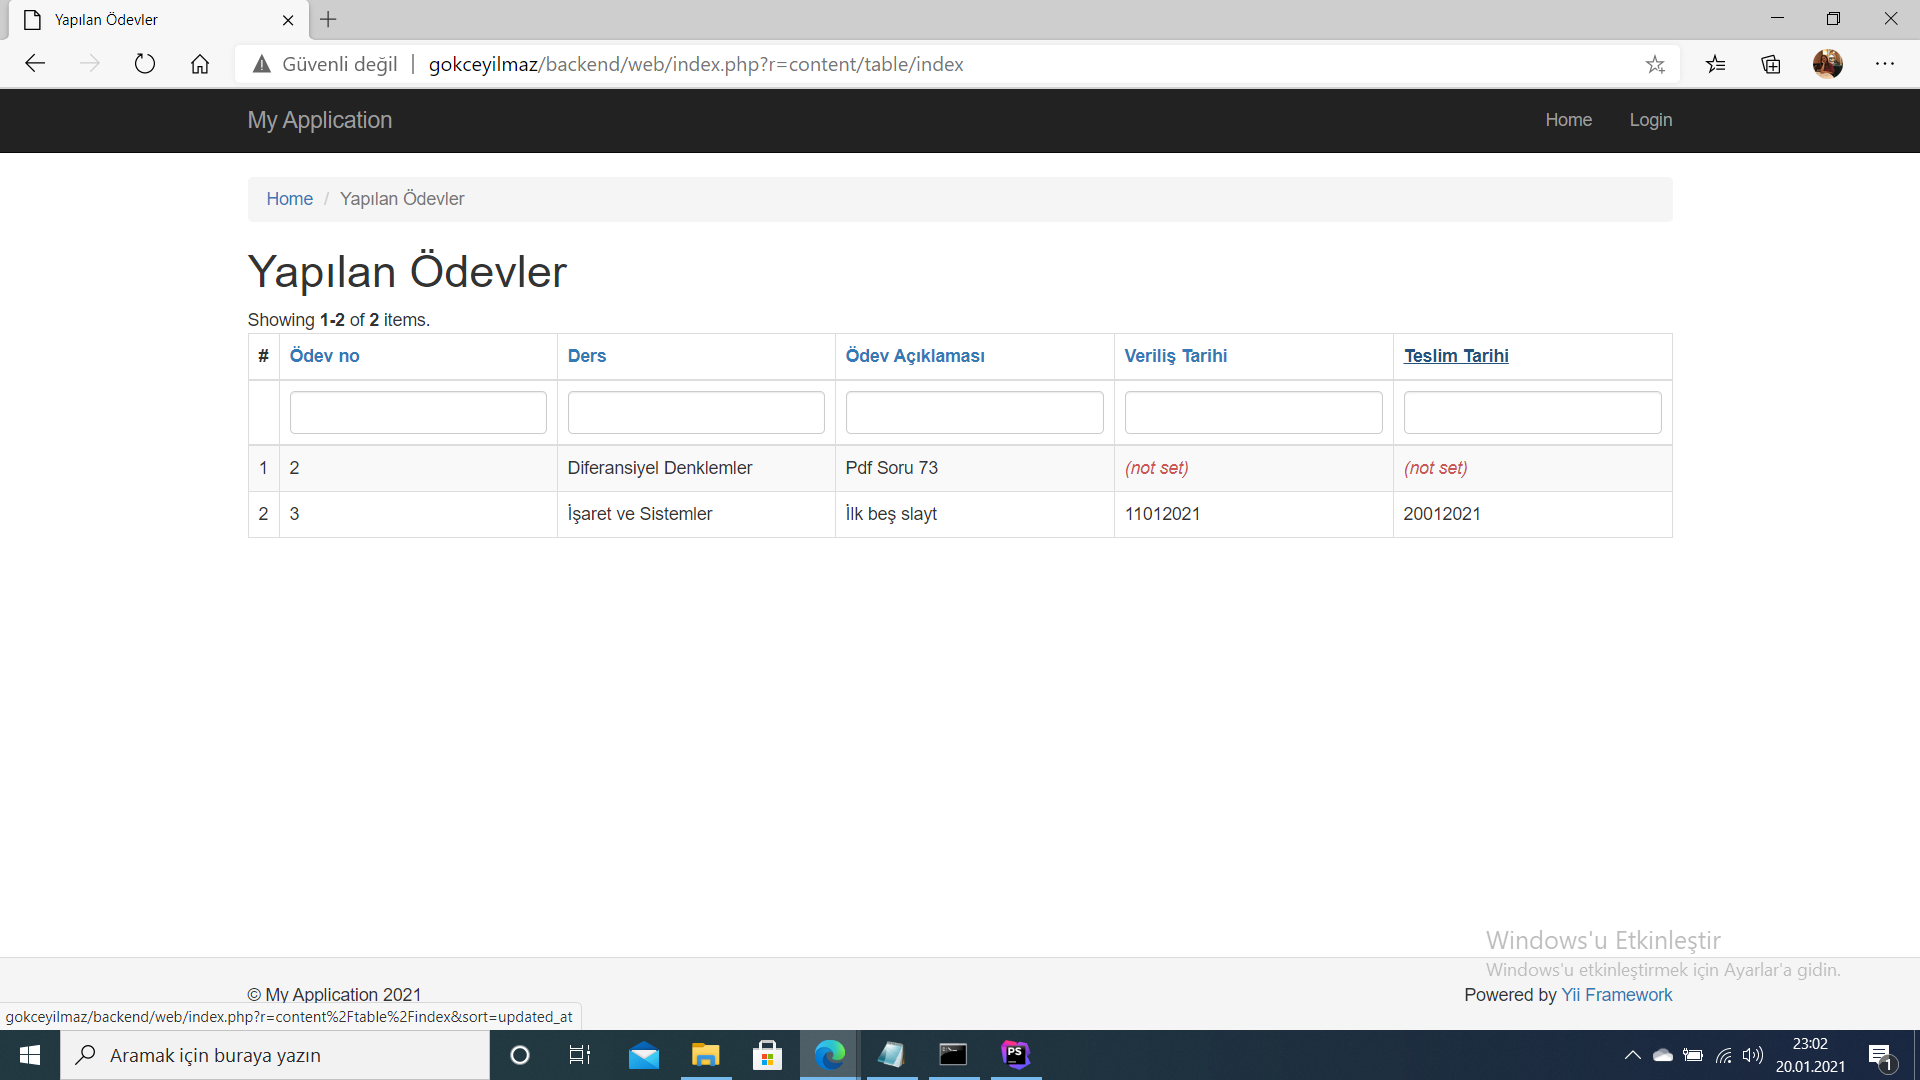 Yapılan Ödevler
Güvenli değil | gokceyilmaz/backend/web/index.php?r=content/table/index
My Application Home Login
Home / Yapılan Ödevler
Yapılan Ödevler
Showing 1-2 of 2 items.
# Ödev no Ders Ödev Açıklaması Veriliş Tarihi Teslim Tarihi
1 2 Diferansiyel Denklemler Pdf Soru 73 (not set) (not set)
2 3 İşaret ve Sistemler İlk beş slayt 11012021 20012021
Windows'u Etkinleştir
Windows'u etkinleştirmek için Ayarlar'a gidin.
© My Application 2021 Powered by Yii Framework
gokceyilmaz/backend/web/index.php?r=content%2Ftable%2Findex&sort=updated_at
Aramak için buraya yazın
PS
23:02
20.01.2021
1